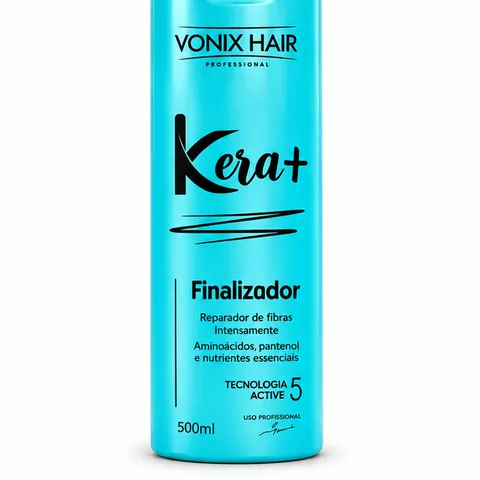 VONIX HAIR
PROFESSIONAL
Kera+
Finalizador
Reparador de fibras
Intensamente
Aminoácidos, pantenol
e nutrientes essenciais
TECNOLOGIA
ACTIVE 5
USO PROFISSIONAL
500ml